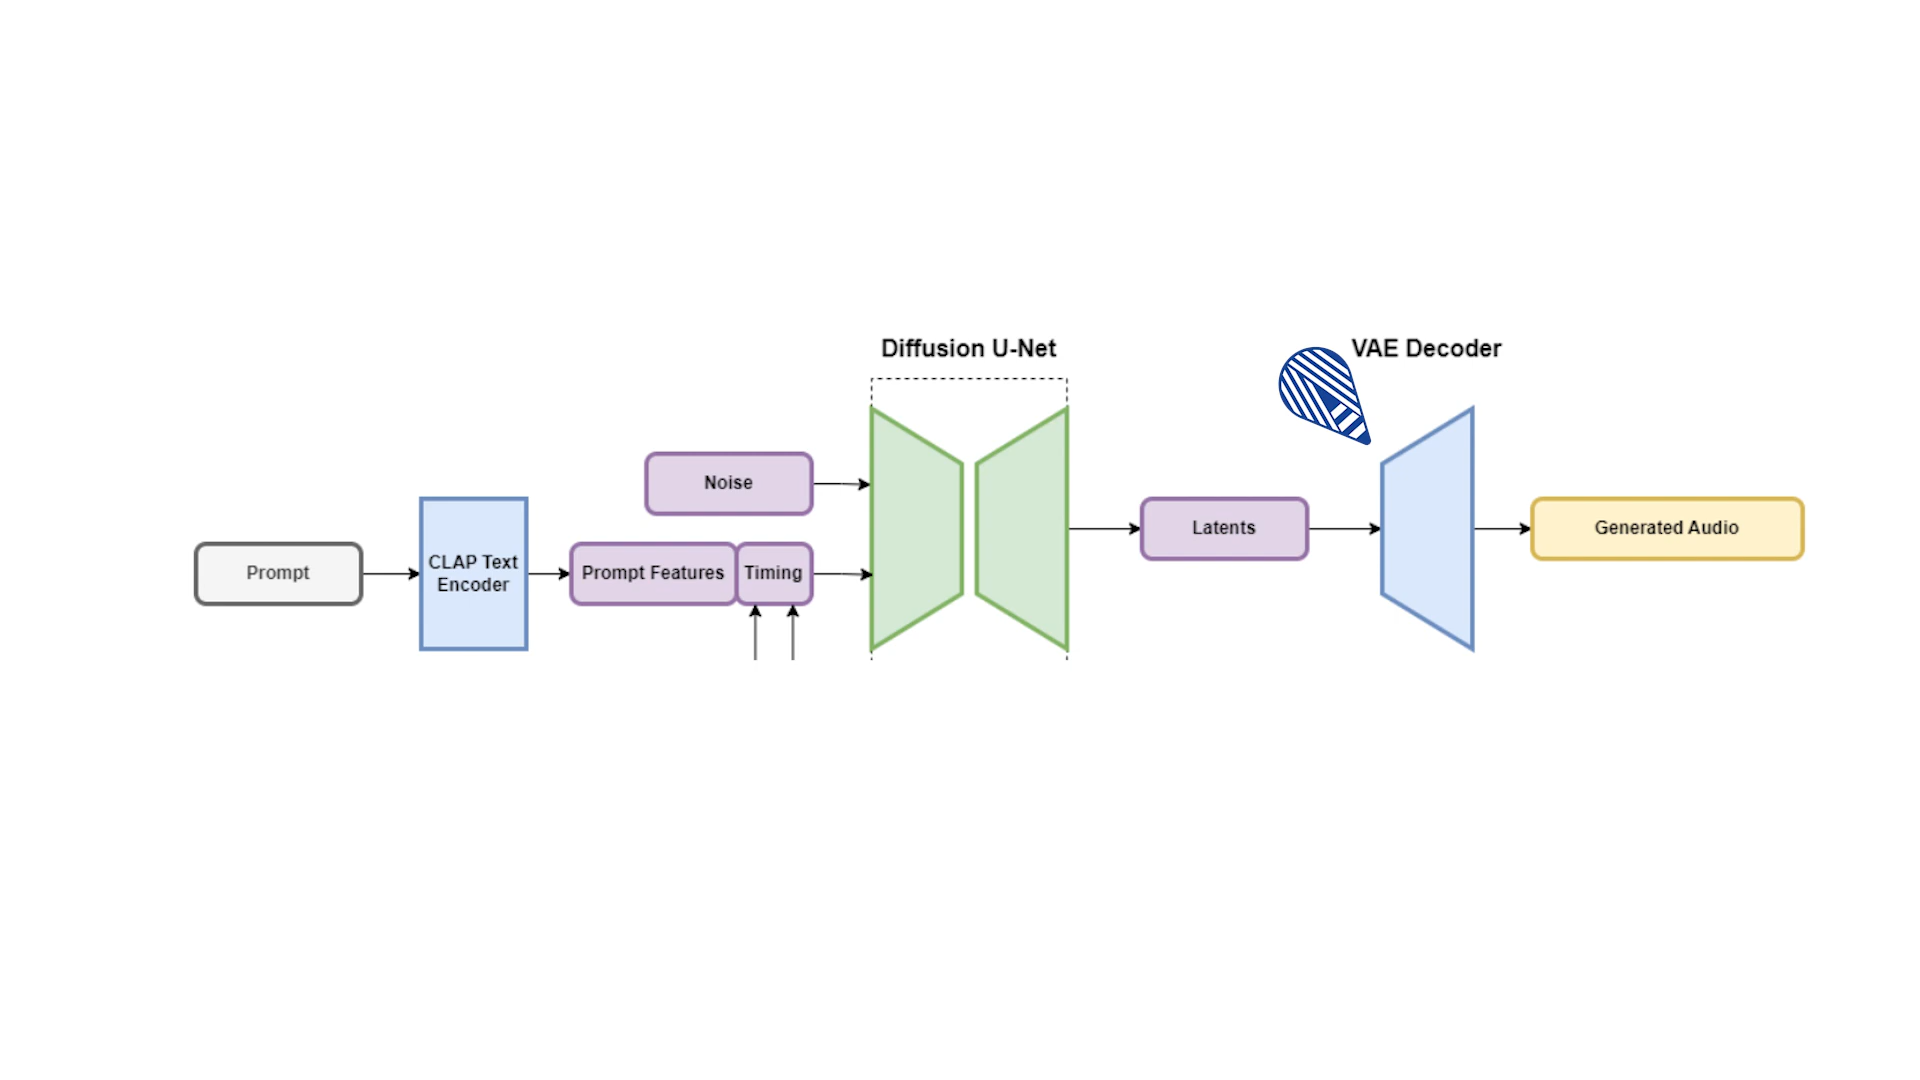 Diffusion U-Net
VAE Decoder
Noise
Prompt
CLAP Text
Encoder
Prompt Features
Timing
Latents
Generated Audio